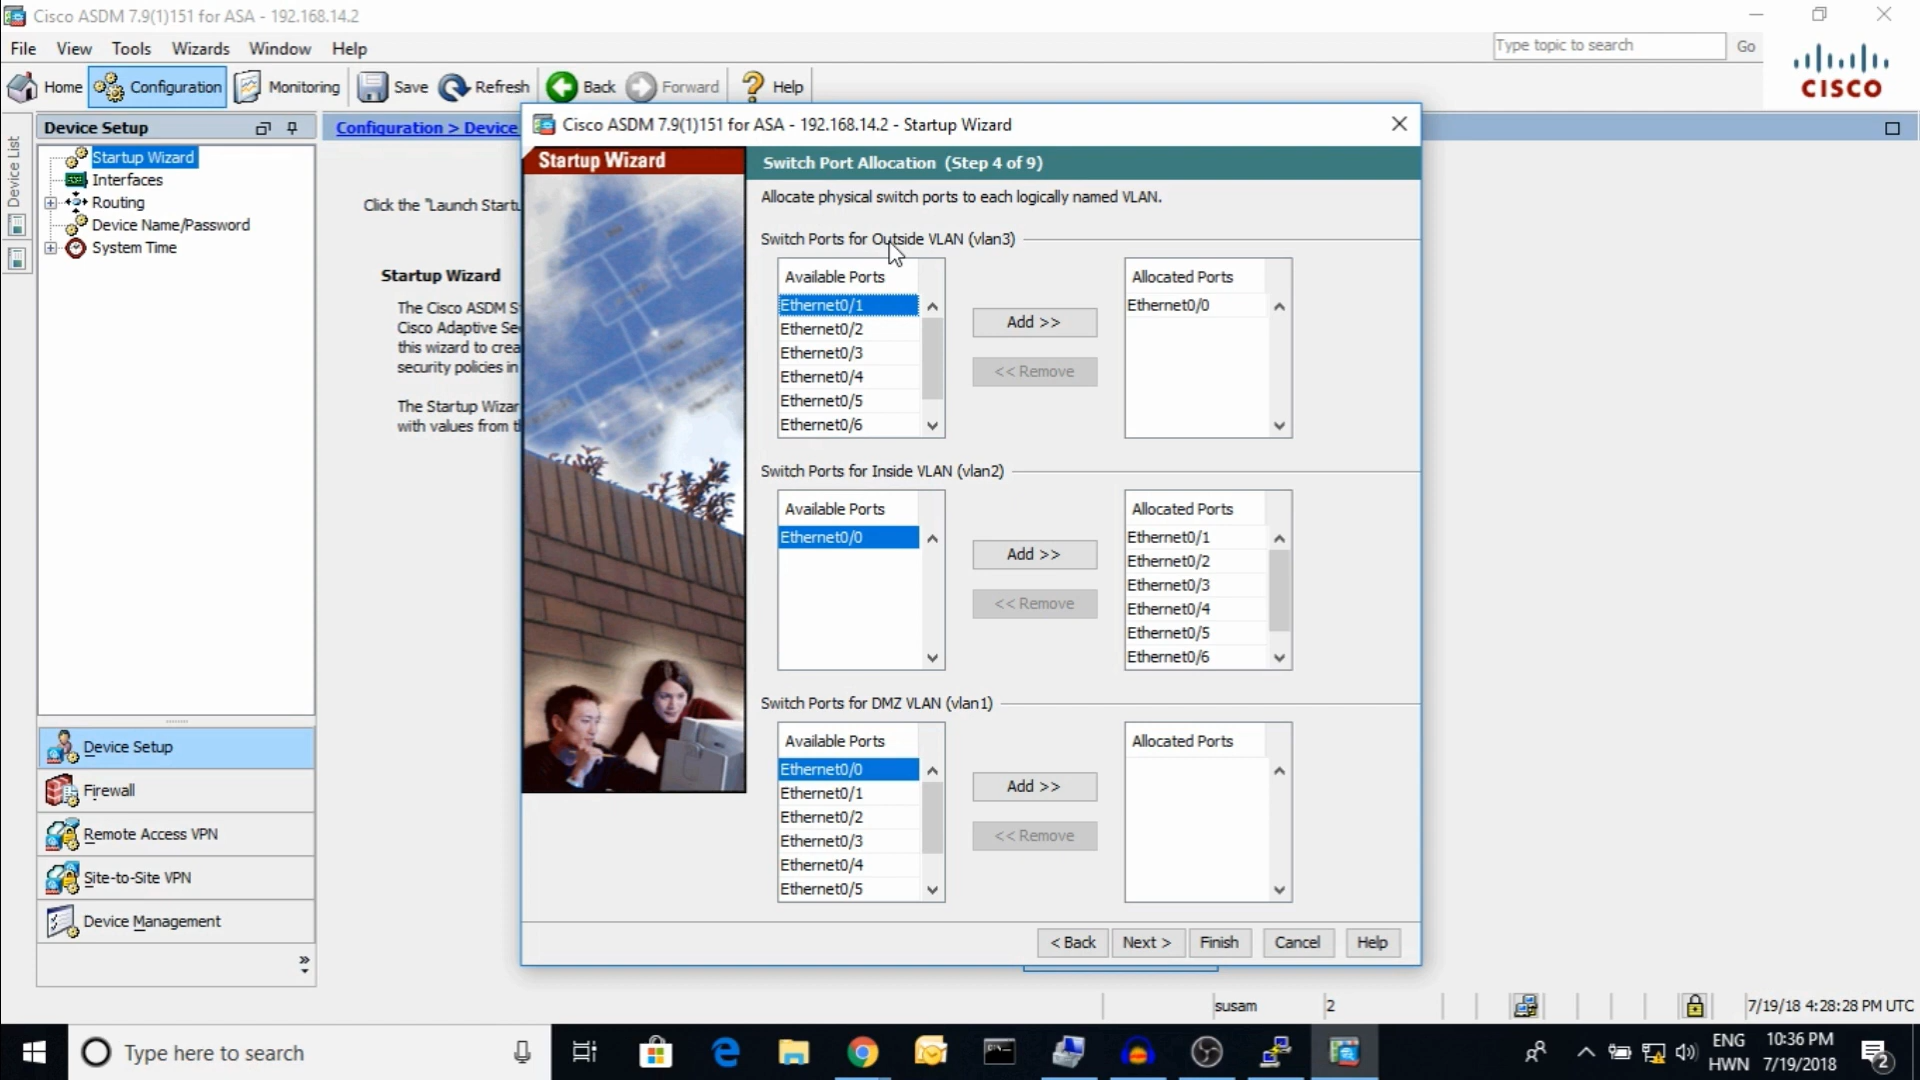 Cisco ASDM 7.9(1)151 for ASA - 192.168.14.2
File View Tools Wizards Window Help
Type topic to search Go
Home Configuration Monitoring Save Refresh Back Forward Help
CISCO
Device List
Device Setup
Startup Wizard
Interfaces
Routing
Device Name/Password
System Time
Configuration > Device
Click the "Launch Startu
Startup Wizard
The Cisco ASDM S
Cisco Adaptive Se
this wizard to crea
security policies in
The Startup Wizar
with values from t
Device Setup
Firewall
Remote Access VPN
Site-to-Site VPN
Device Management
Cisco ASDM 7.9(1)151 for ASA - 192.168.14.2 - Startup Wizard
Startup Wizard
Switch Port Allocation (Step 4 of 9)
Allocate physical switch ports to each logically named VLAN.
Switch Ports for Outside VLAN (vlan3)
Available Ports
Ethernet0/1
Ethernet0/2
Ethernet0/3
Ethernet0/4
Ethernet0/5
Ethernet0/6
Add >>
<< Remove
Allocated Ports
Ethernet0/0
Switch Ports for Inside VLAN (vlan2)
Available Ports
Ethernet0/0
Add >>
<< Remove
Allocated Ports
Ethernet0/1
Ethernet0/2
Ethernet0/3
Ethernet0/4
Ethernet0/5
Ethernet0/6
Switch Ports for DMZ VLAN (vlan1)
Available Ports
Ethernet0/0
Ethernet0/1
Ethernet0/2
Ethernet0/3
Ethernet0/4
Ethernet0/5
Add >>
<< Remove
Allocated Ports
< Back Next > Finish Cancel Help
susam 2 7/19/18 4:28:28 PM UTC
Type here to search
ENG
HWN
10:36 PM
7/19/2018
2